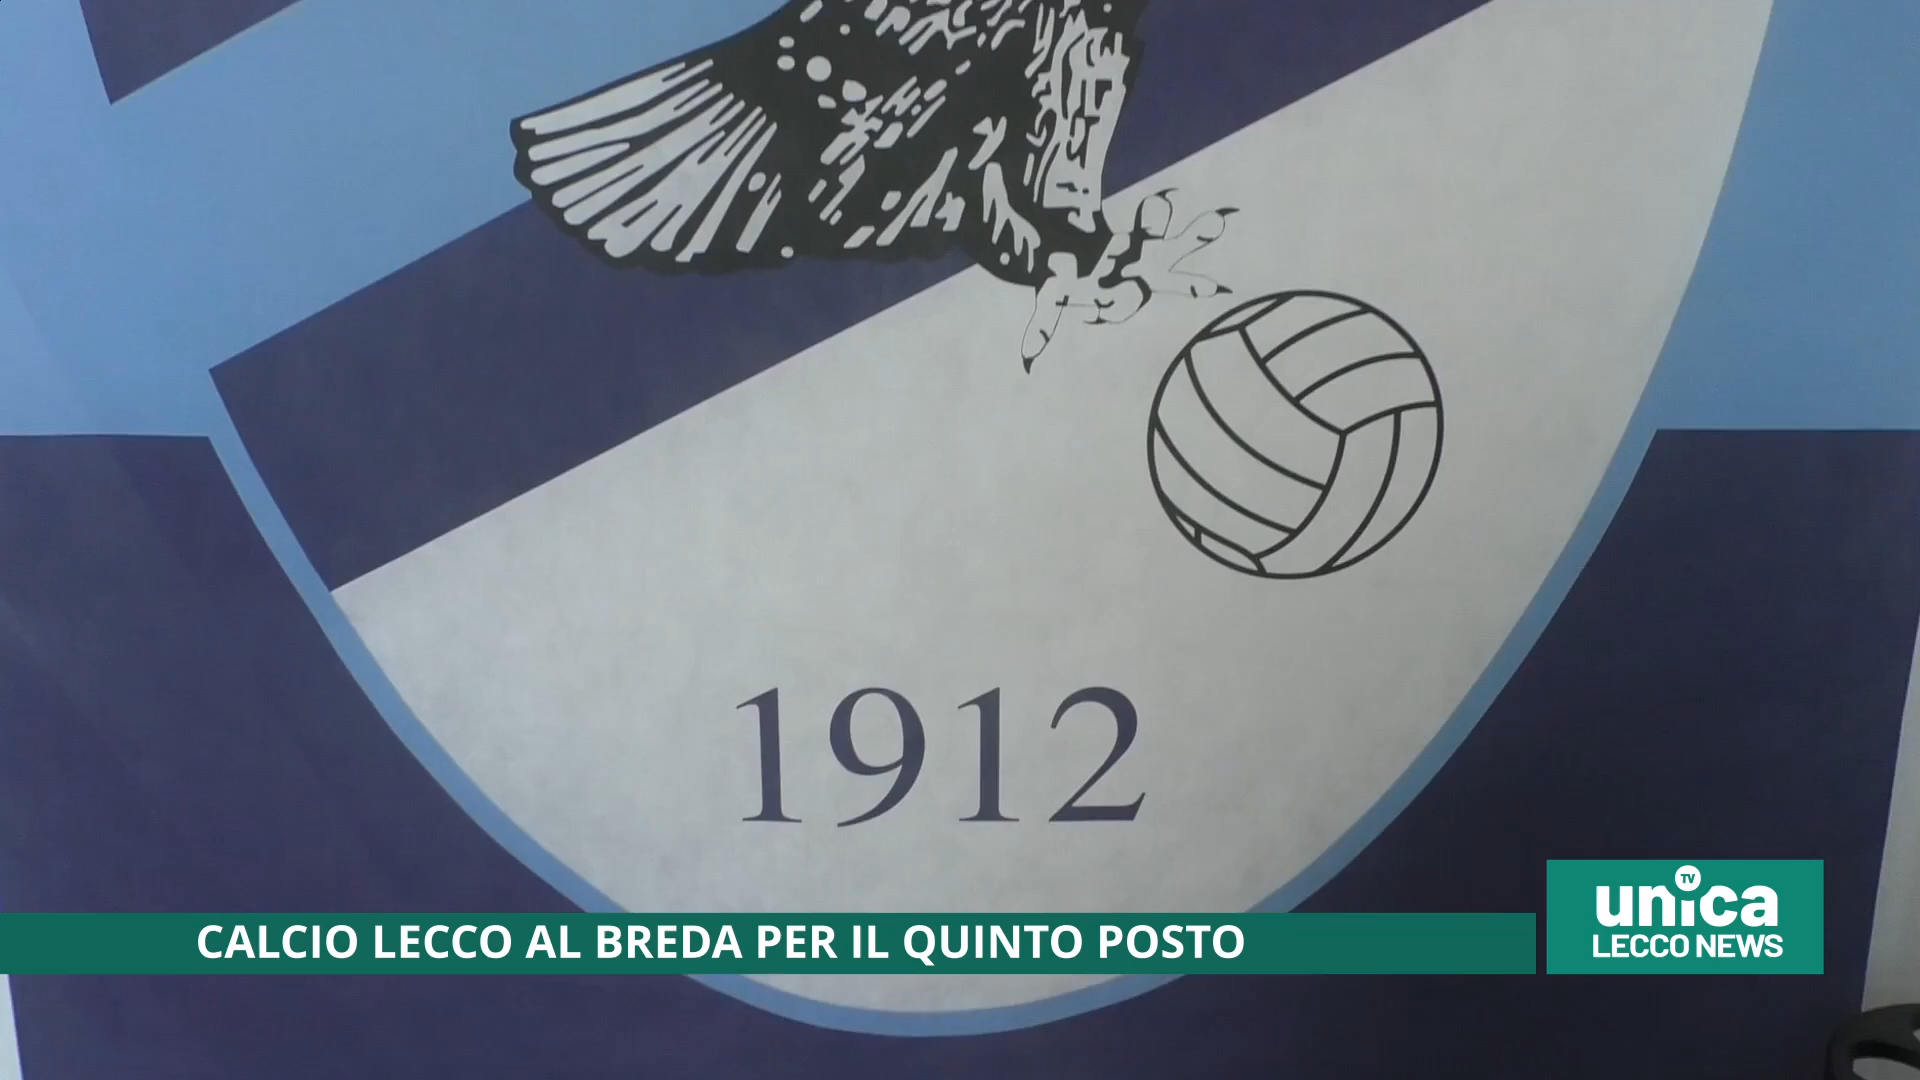 1912
CALCIO LECCO AL BREDA PER IL QUINTO POSTO
unica
TV
LECCO NEWS